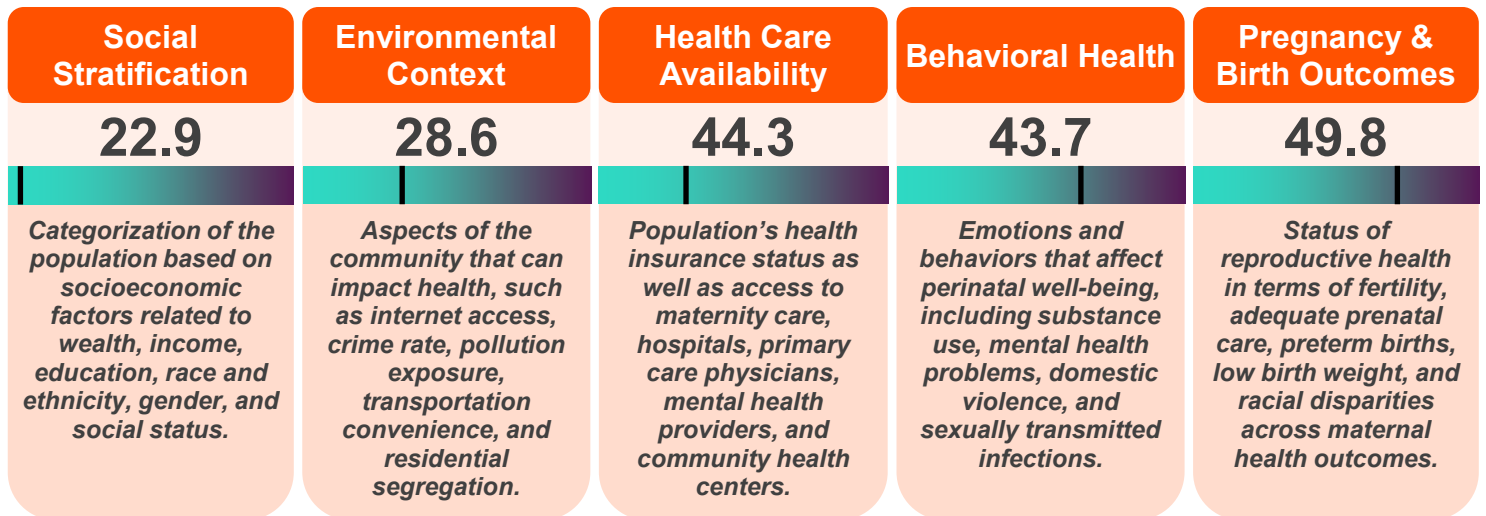 Social
Stratification
22.9
Categorization of the
population based on
socioeconomic
factors related to
wealth, income,
education, race and
ethnicity, gender, and
social status.
Environmental
Context
28.6
Aspects of the
community that can
impact health, such
as internet access,
crime rate, pollution
exposure,
transportation
convenience, and
residential
segregation.
Health Care
Availability
44.3
Population’s health
insurance status as
well as access to
maternity care,
hospitals, primary
care physicians,
mental health
providers, and
community health
centers.
Behavioral Health
43.7
Emotions and
behaviors that affect
perinatal well-being,
including substance
use, mental health
problems, domestic
violence, and
sexually transmitted
infections.
Pregnancy &
Birth Outcomes
49.8
Status of
reproductive health
in terms of fertility,
adequate prenatal
care, preterm births,
low birth weight, and
racial disparities
across maternal
health outcomes.